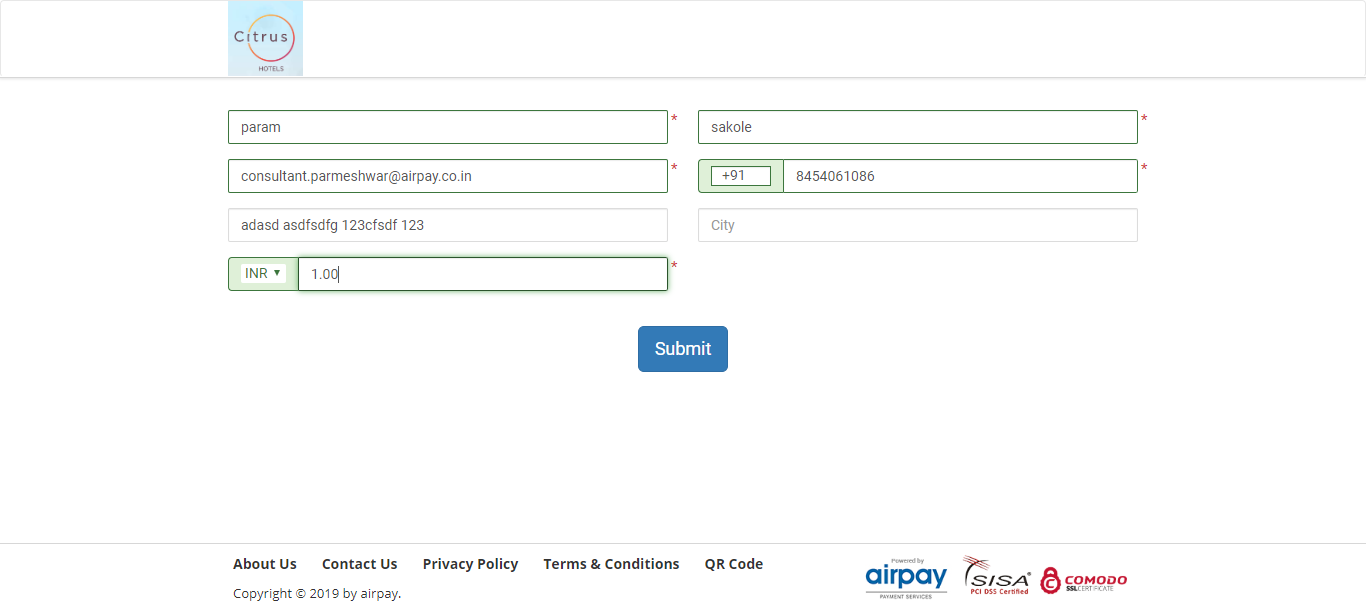 Citrus
HOTELS
param * sakole *
consultant.parmeshwar@airpay.co.in * +91 8454061086 *
adasd asdfsdfg 123cfsdf 123 City
INR ▼ 1.00 *
Submit
About Us Contact Us Privacy Policy Terms & Conditions QR Code
Copyright © 2019 by airpay.
Powered by
airpay
PAYMENT SERVICES
SISA
PCI DSS Certified
COMODO
SSL CERTIFICATE